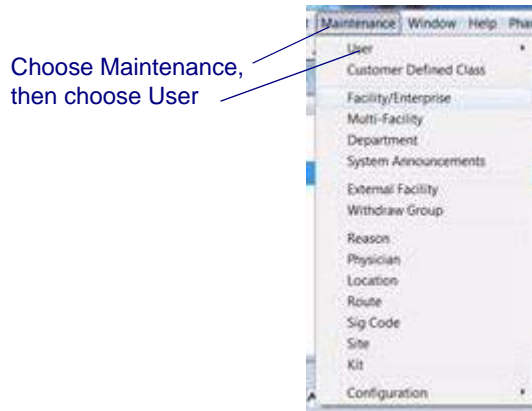 Choose Maintenance,
then choose User
Maintenance Window Help
User
Customer Defined Class
Facility/Enterprise
Multi-Facility
Department
System Announcements
External Facility
Withdraw Group
Reason
Physician
Location
Route
Sig Code
Site
Kit
Configuration